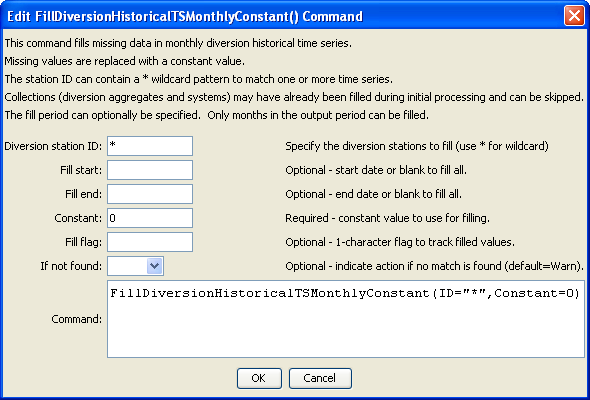 Edit FillDiversionHistoricalTSMonthlyConstant() Command
This command fills missing data in monthly diversion historical time series.
Missing values are replaced with a constant value.
The station ID can contain a * wildcard pattern to match one or more time series.
Collections (diversion aggregates and systems) may have already been filled during initial processing and can be skipped.
The fill period can optionally be specified. Only months in the output period can be filled.
Diversion station ID: * Specify the diversion stations to fill (use * for wildcard)
Fill start: Optional - start date or blank to fill all.
Fill end: Optional - end date or blank to fill all.
Constant: 0 Required - constant value to use for filling.
Fill flag: Optional - 1-character flag to track filled values.
If not found: Optional - indicate action if no match is found (default=Warn).
Command: FillDiversionHistoricalTSMonthlyConstant(ID="*",Constant=0)
OK Cancel